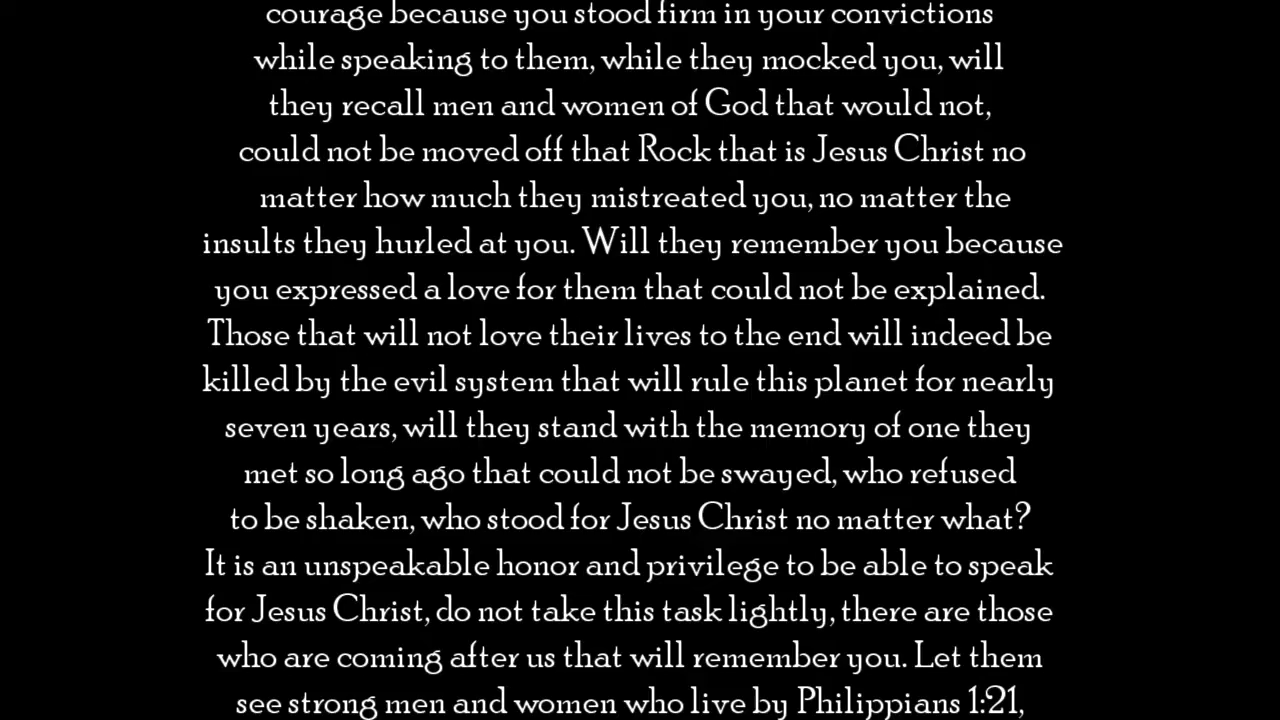 courage because you stood firm in your convictions
while speaking to them, while they mocked you, will
they recall men and women of God that would not,
could not be moved off that Rock that is Jesus Christ no
matter how much they mistreated you, no matter the
insults they hurled at you. Will they remember you because
you expressed a love for them that could not be explained.
Those that will not love their lives to the end will indeed be
killed by the evil system that will rule this planet for nearly
seven years, will they stand with the memory of one they
met so long ago that could not be swayed, who refused
to be shaken, who stood for Jesus Christ no matter what?
It is an unspeakable honor and privilege to be able to speak
for Jesus Christ, do not take this task lightly, there are those
who are coming after us that will remember you. Let them
see strong men and women who live by Philippians 1:21,